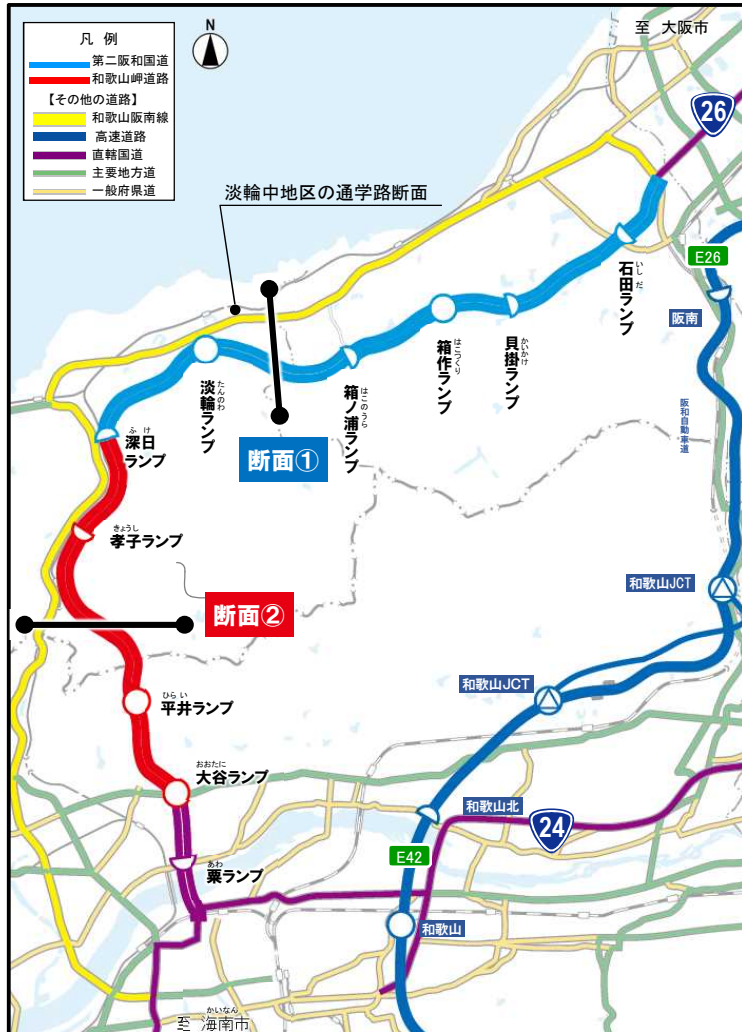 凡 例
第二阪和国道
和歌山岬道路
【その他の道路】
和歌山阪南線
高速道路
直轄国道
主要地方道
一般府県道
N
至 大阪市
26
淡輪中地区の通学路断面
E26
いしだ
石田ランプ
阪南
かいかけ
貝掛ランプ
はこつくり
箱作ランプ
はこのうら
箱ノ浦ランプ
たんのわ
淡輪ランプ
阪和自動車道
ふけ
深日
ランプ
断面①
きょうし
孝子ランプ
和歌山JCT
断面②
和歌山JCT
ひらい
平井ランプ
おおたに
大谷ランプ
和歌山北
24
E42
あわ
粟ランプ
和歌山
かいなん
至 海南市